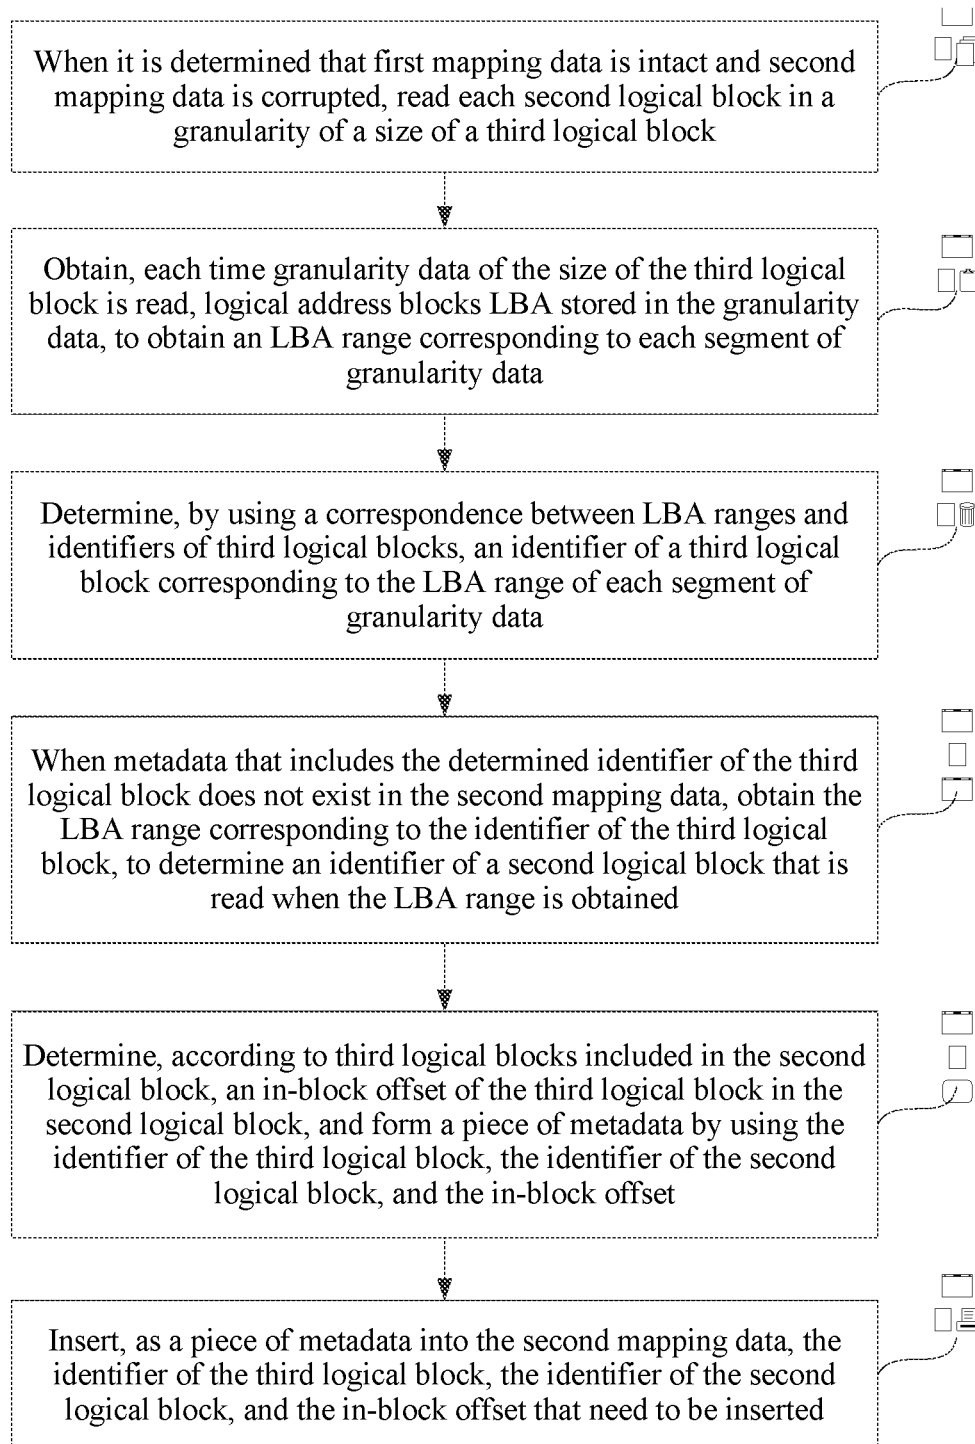 When it is determined that first mapping data is intact and second
mapping data is corrupted, read each second logical block in a
granularity of a size of a third logical block
Obtain, each time granularity data of the size of the third logical
block is read, logical address blocks LBA stored in the granularity
data, to obtain an LBA range corresponding to each segment of
granularity data
Determine, by using a correspondence between LBA ranges and
identifiers of third logical blocks, an identifier of a third logical
block corresponding to the LBA range of each segment of
granularity data
When metadata that includes the determined identifier of the third
logical block does not exist in the second mapping data, obtain the
LBA range corresponding to the identifier of the third logical
block, to determine an identifier of a second logical block that is
read when the LBA range is obtained
Determine, according to third logical blocks included in the second
logical block, an in-block offset of the third logical block in the
second logical block, and form a piece of metadata by using the
identifier of the third logical block, the identifier of the second
logical block, and the in-block offset
Insert, as a piece of metadata into the second mapping data, the
identifier of the third logical block, the identifier of the second
logical block, and the in-block offset that need to be inserted